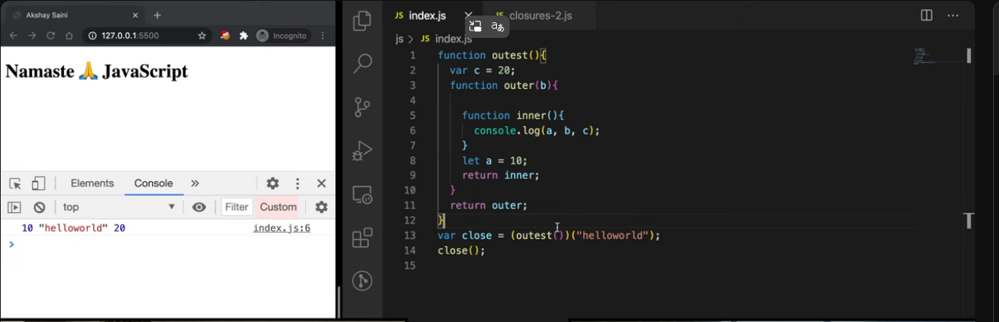 Akshay Saini
127.0.0.1:5500
Incognito
Namaste 🙏 JavaScript
Elements Console »
top Filter Custom
10 "helloworld" 20 index.js:6
>
JS index.js JS closures-2.js
js > JS index.js
1 function outest(){
2   var c = 20;
3   function outer(b){
4
5     function inner(){
6       console.log(a, b, c);
7     }
8     let a = 10;
9     return inner;
10   }
11   return outer;
12 }
13 var close = (outest())("helloworld");
14 close();
15